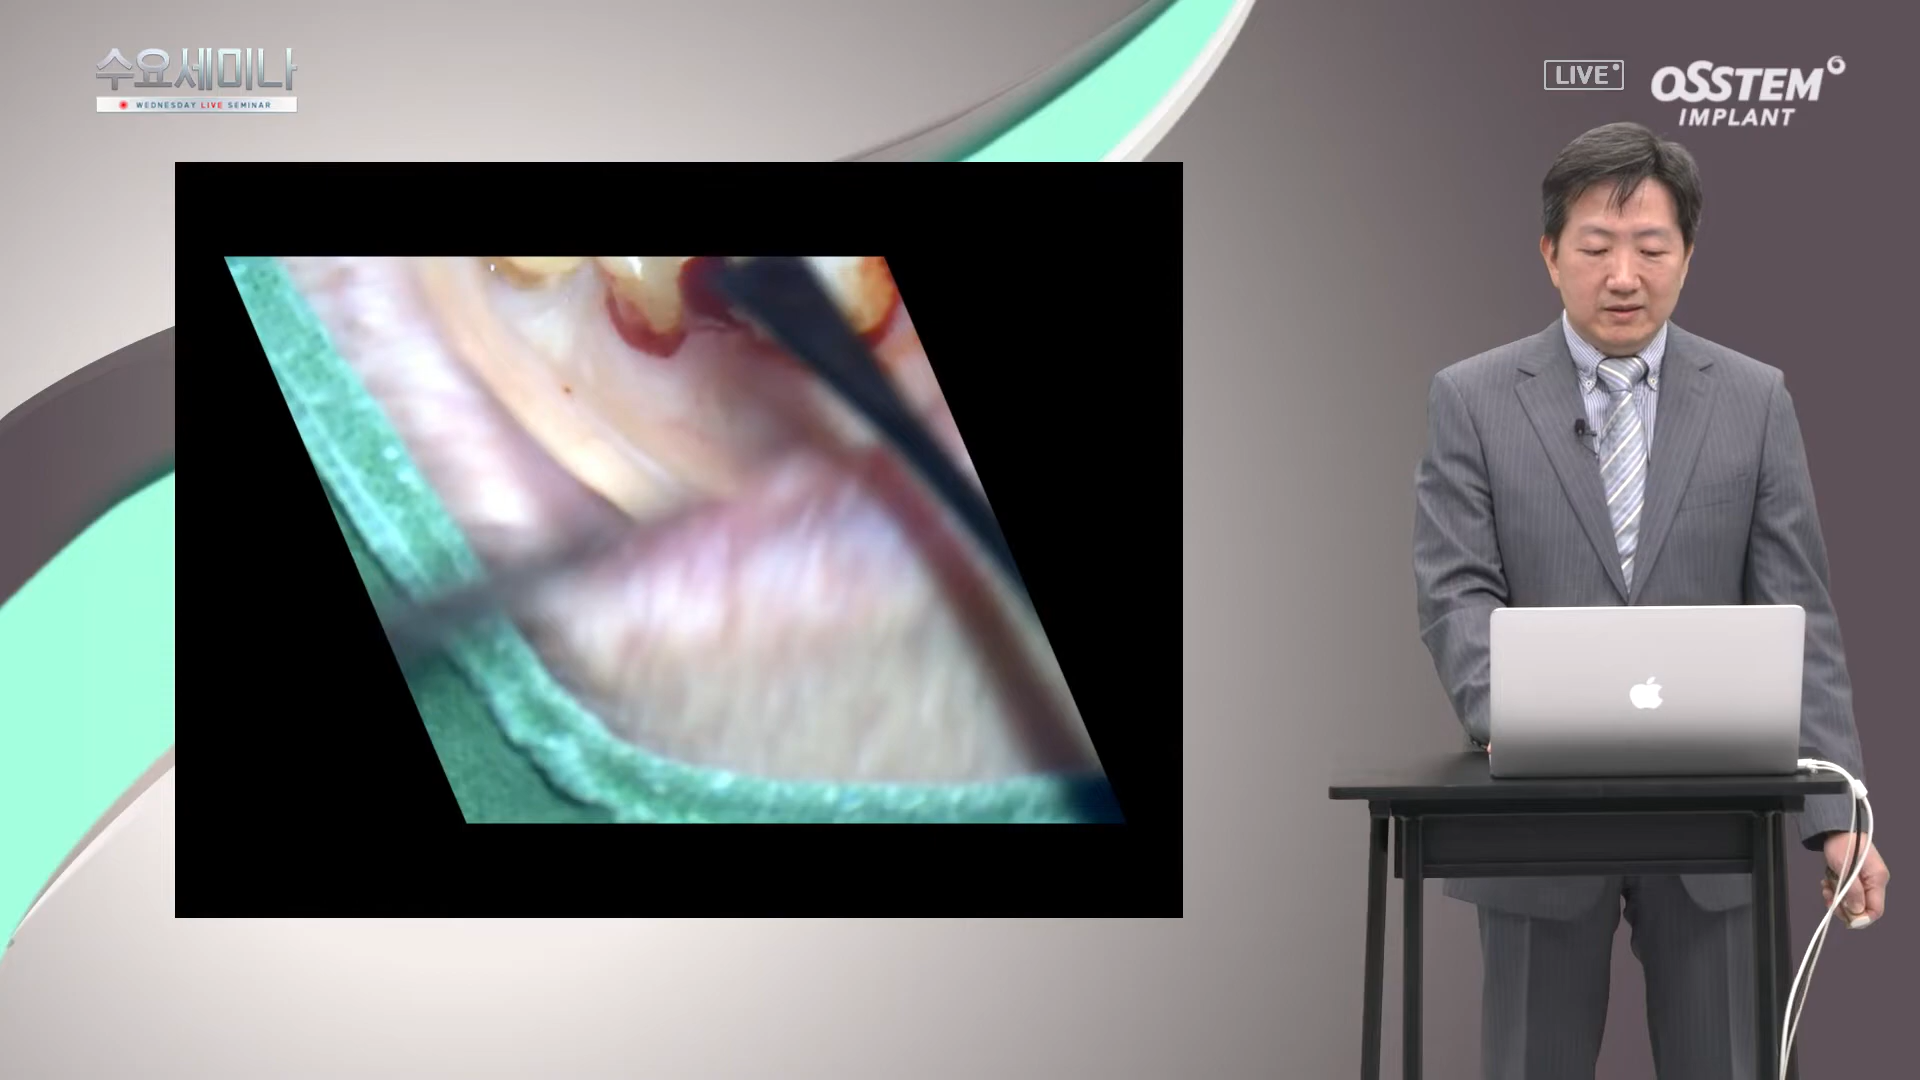 수요세미나
WEDNESDAY LIVE SEMINAR
LIVE
OSSTEM
IMPLANT